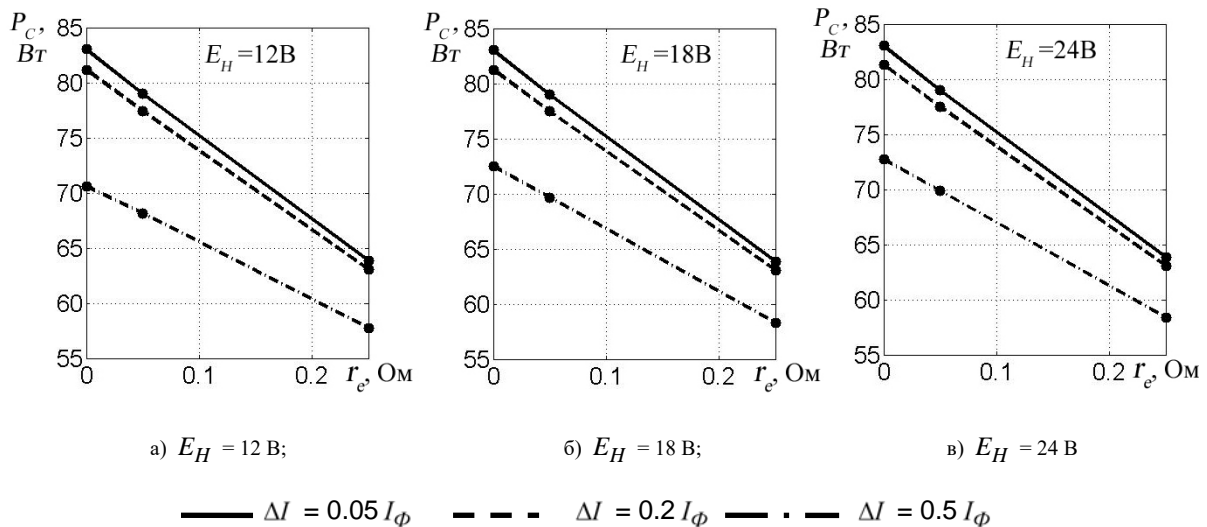 P_C, Вт
85
80
75
70
65
60
55
E_H =12В
0 0.1 0.2 r_e, Ом
P_C, Вт
85
80
75
70
65
60
55
E_H =18В
0 0.1 0.2 r_e, Ом
P_C, Вт
85
80
75
70
65
60
55
E_H =24В
0 0.1 0.2 r_e, Ом
а) E_H = 12 В;
б) E_H = 18 В;
в) E_H = 24 В
ΔI = 0.05 I_Ф ΔI = 0.2 I_Ф ΔI = 0.5 I_Ф